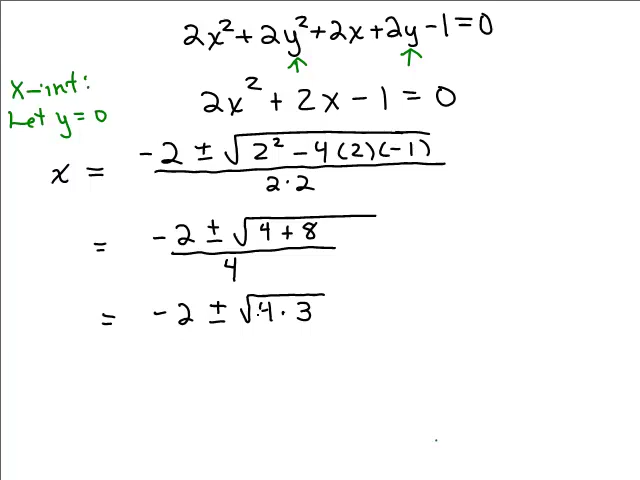 2x² + 2y² + 2x + 2y - 1 = 0
x-int:
Let y = 0
2x² + 2x - 1 = 0
x = (-2 ± √(2² - 4(2)(-1))) / (2·2)
= (-2 ± √(4 + 8)) / 4
= -2 ± √(4·3)